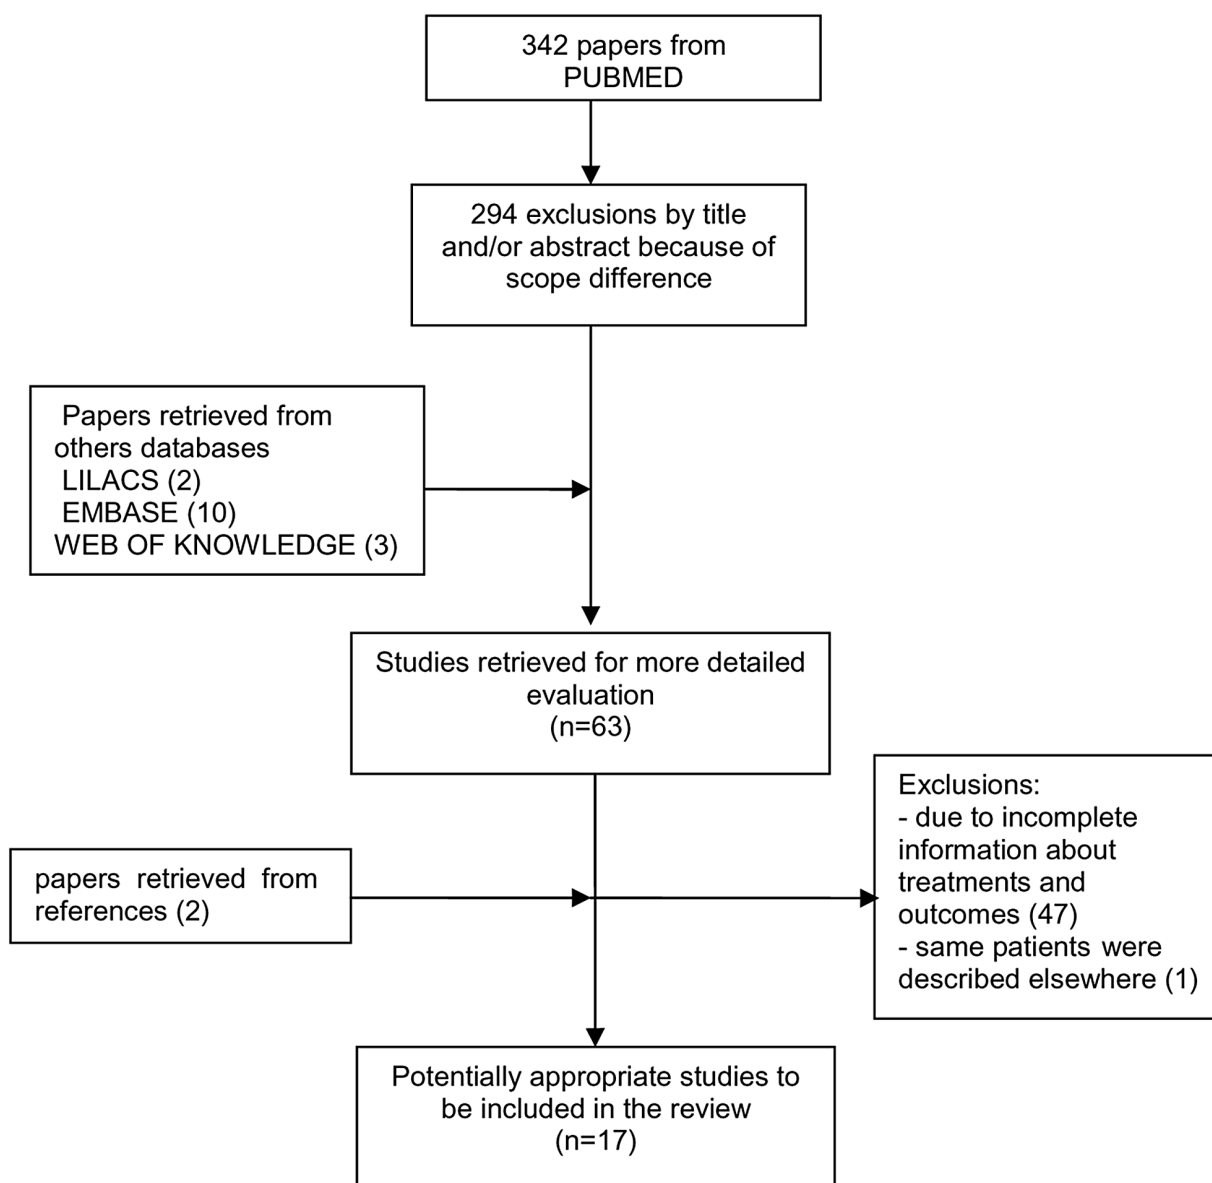 342 papers from
PUBMED
294 exclusions by title
and/or abstract because of
scope difference
Papers retrieved from
others databases
LILACS (2)
EMBASE (10)
WEB OF KNOWLEDGE (3)
Studies retrieved for more detailed
evaluation
(n=63)
papers retrieved from
references (2)
Exclusions:
- due to incomplete
information about
treatments and
outcomes (47)
- same patients were
described elsewhere (1)
Potentially appropriate studies to
be included in the review
(n=17)